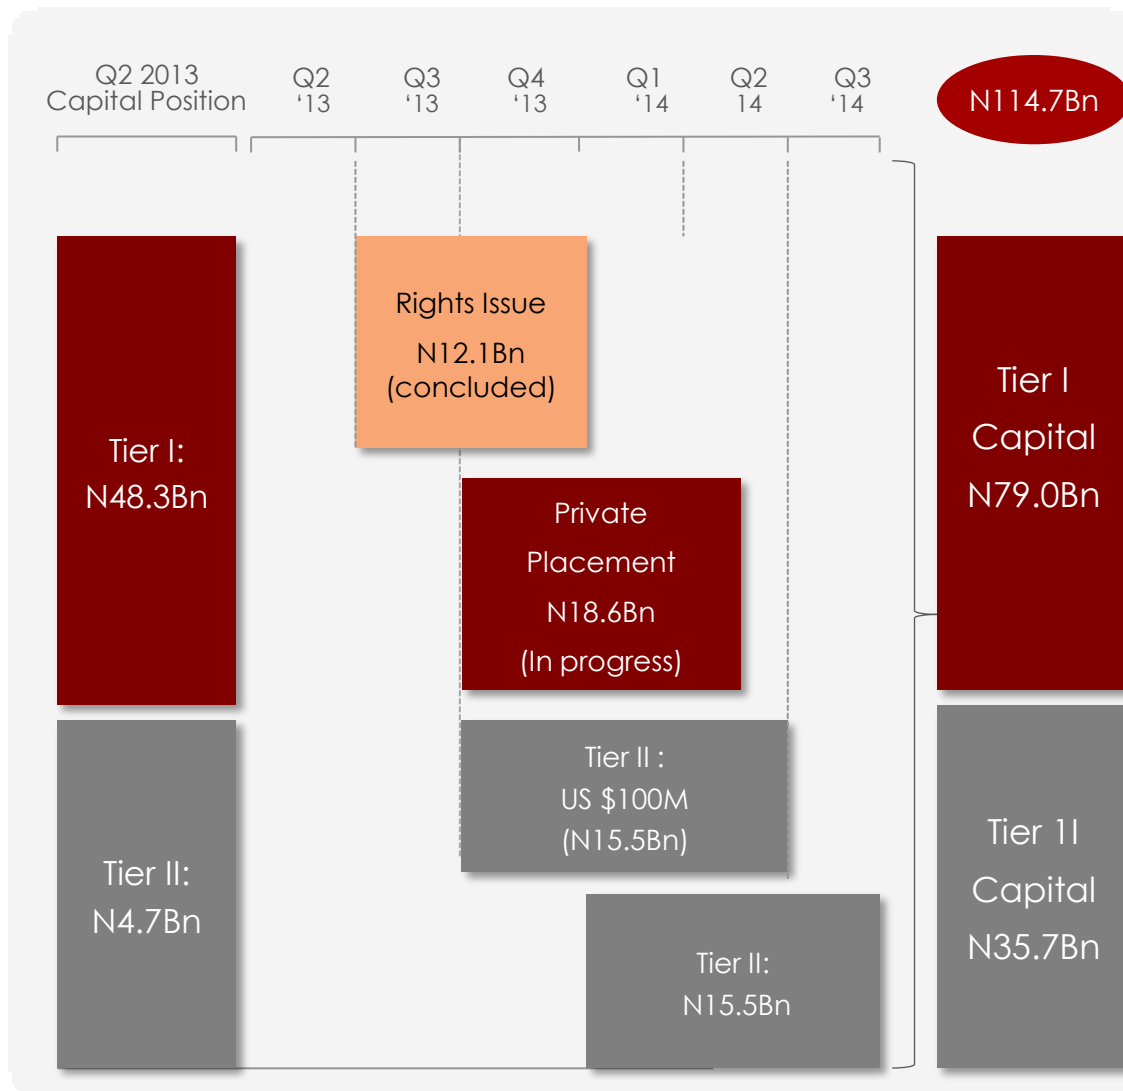 Q2 2013
Capital Position
Q2
‘13
Q3
‘13
Q4
‘13
Q1
‘14
Q2
14
Q3
‘14
N114.7Bn
Tier I:
N48.3Bn
Rights Issue
N12.1Bn
(concluded)
Private
Placement
N18.6Bn
(In progress)
Tier I
Capital
N79.0Bn
Tier II:
N4.7Bn
Tier II :
US $100M
(N15.5Bn)
Tier II:
N15.5Bn
Tier 1I
Capital
N35.7Bn